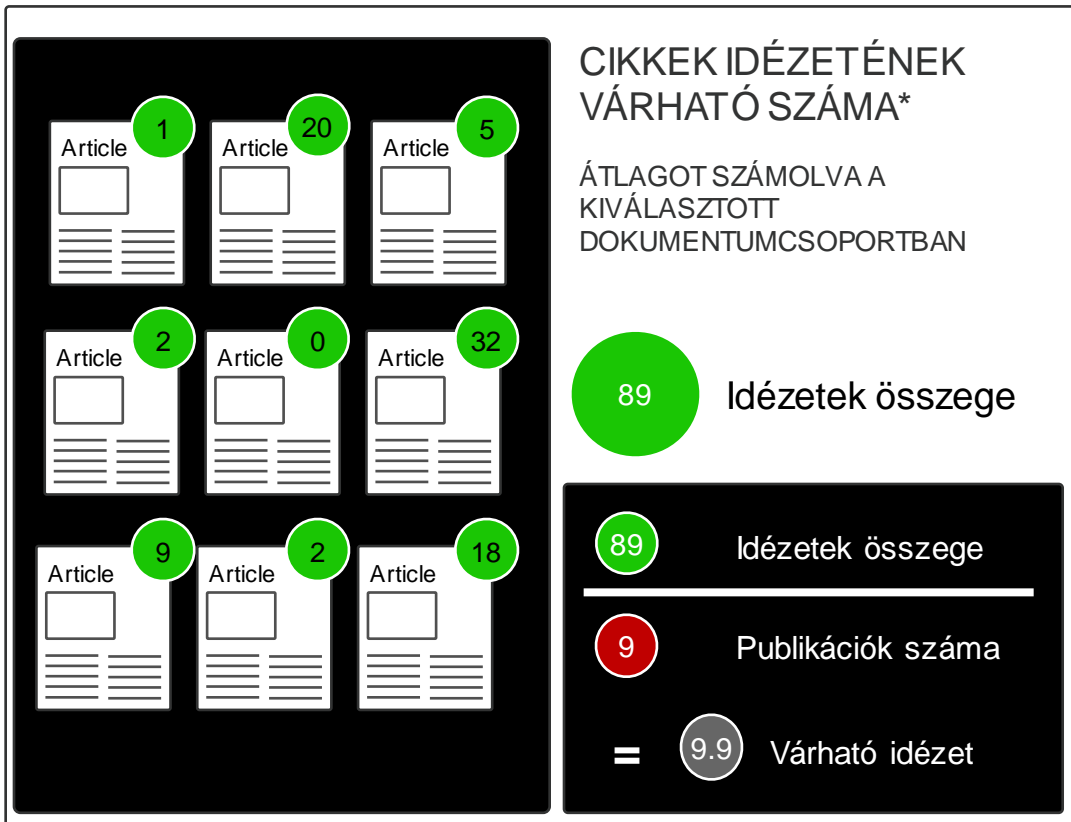 CIKKEK IDÉZETÉNEK
VÁRHATÓ SZÁMA*
ÁTLAGOT SZÁMOLVA A
KIVÁLASZTOTT
DOKUMENTUMCSOPORTBAN
1 20 5
Article Article Article
2 0 32
Article Article Article
9 2 18
Article Article Article
89 Idézetek összege
89 Idézetek összege
9 Publikációk száma
= 9.9 Várható idézet